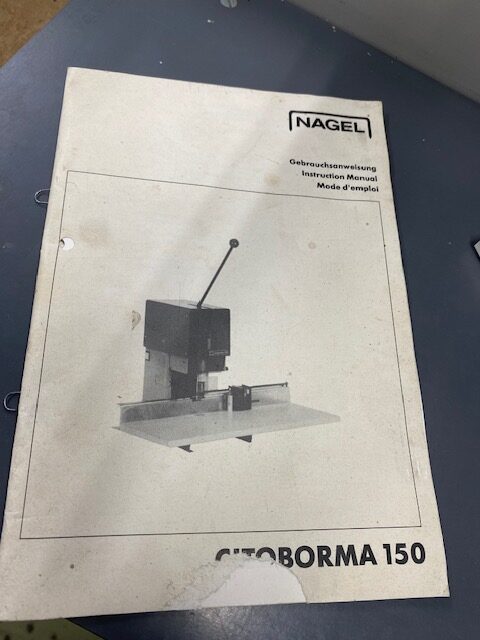 NAGEL
Gebrauchsanweisung
Instruction Manual
Mode d'emploi
CITOBORMA 150